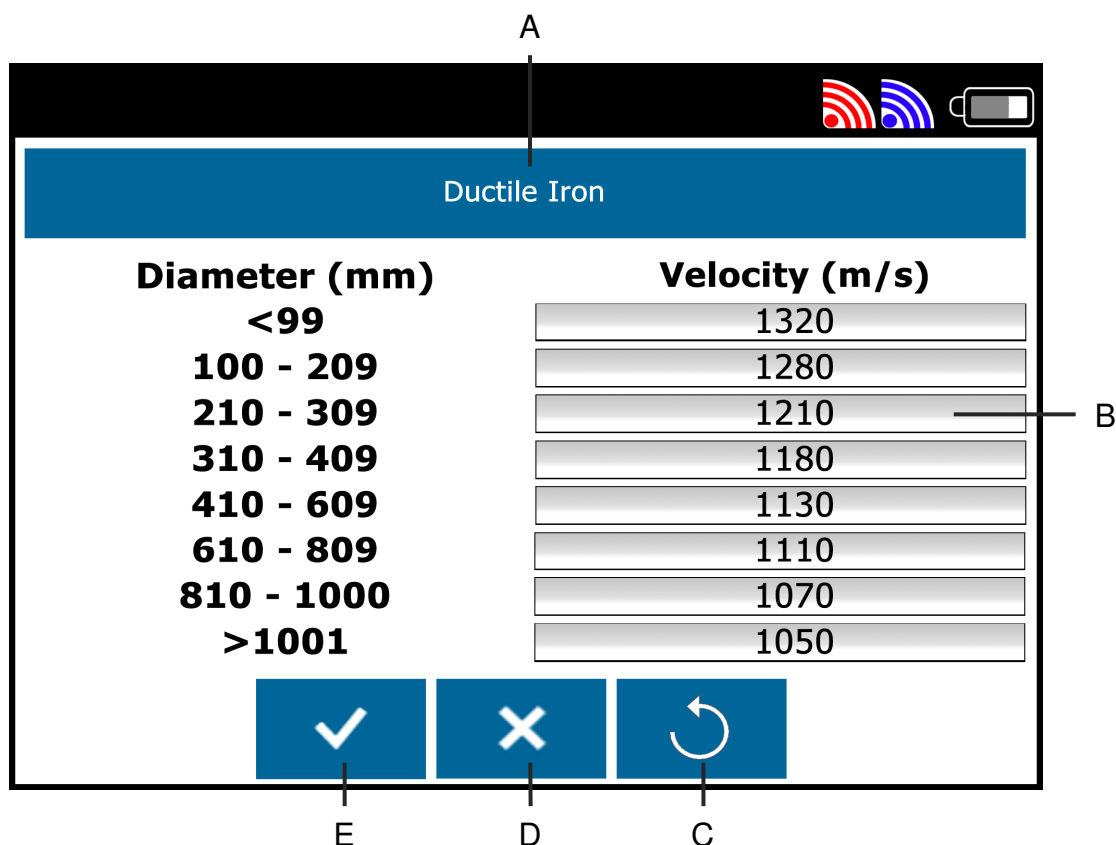 A
Ductile Iron
Diameter (mm) Velocity (m/s)
<99 1320
100 - 209 1280
210 - 309 1210 B
310 - 409 1180
410 - 609 1130
610 - 809 1110
810 - 1000 1070
>1001 1050
E D C